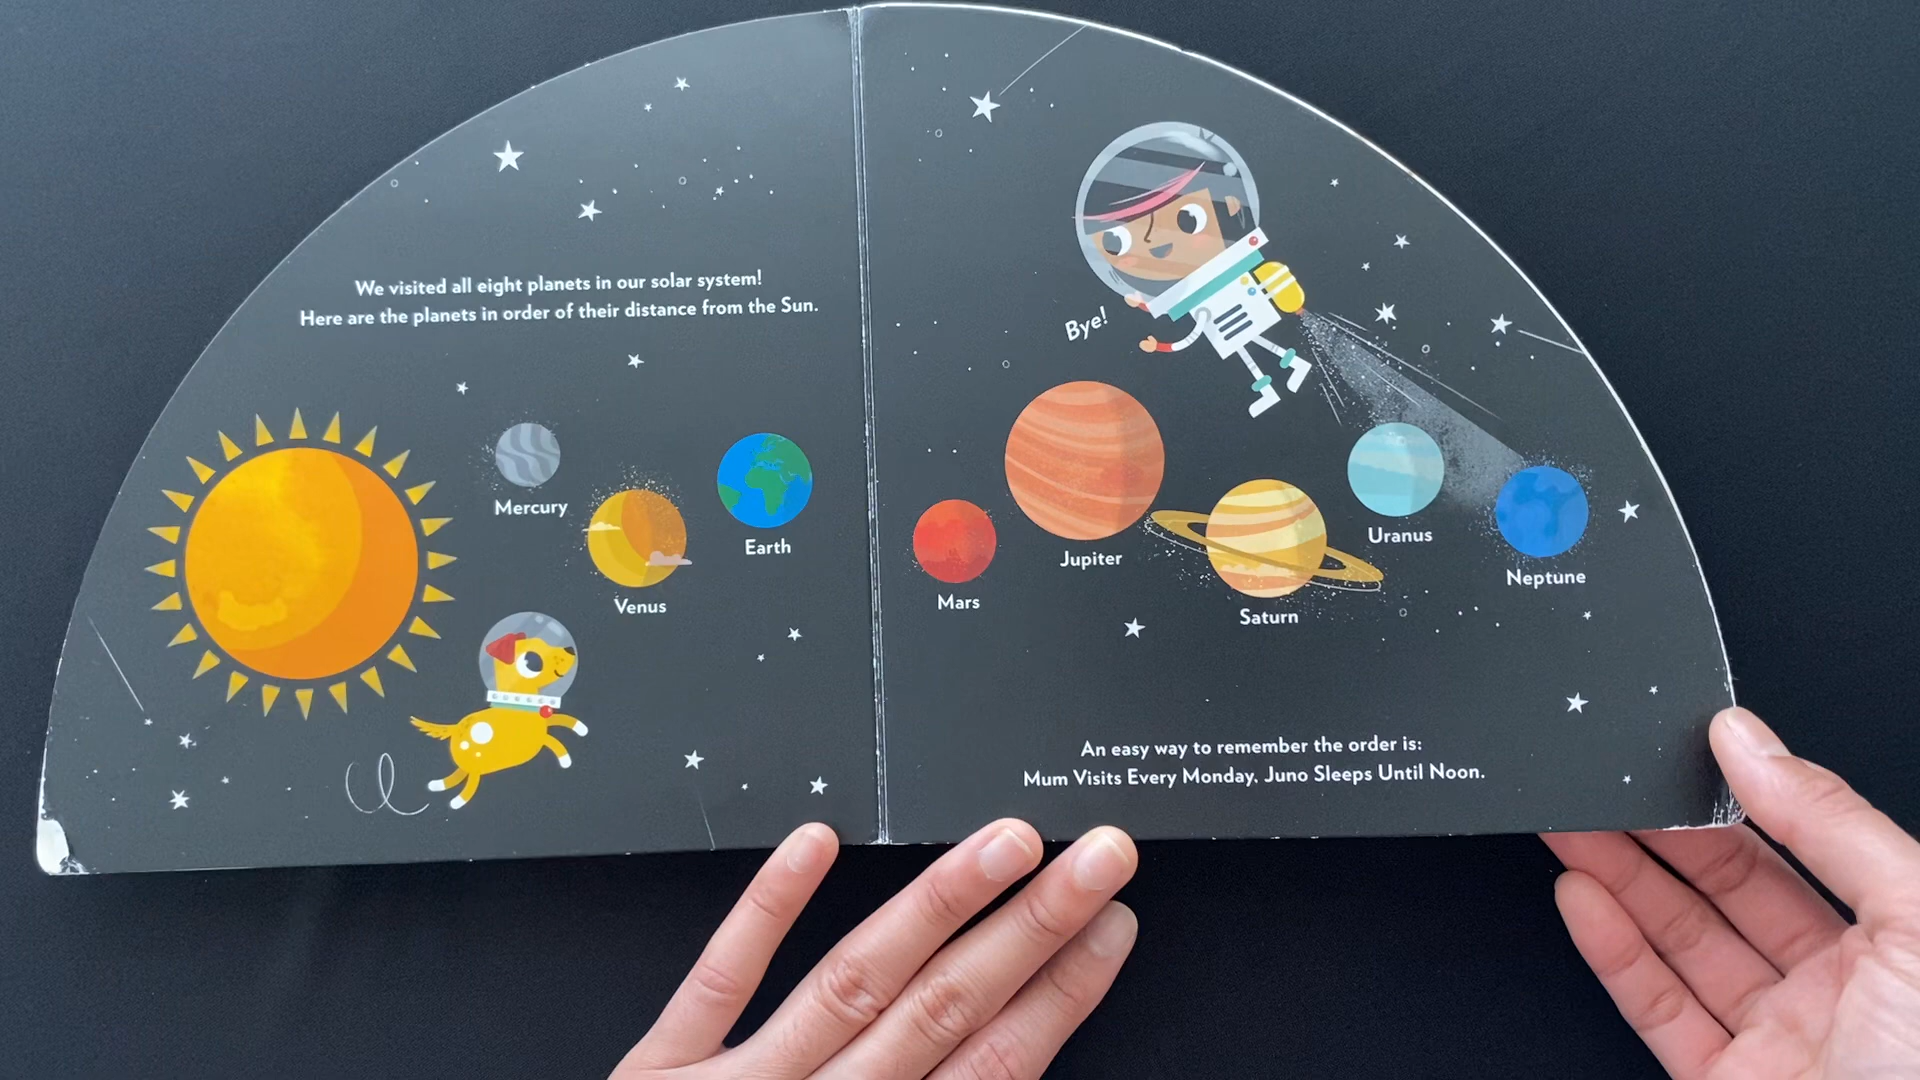 We visited all eight planets in our solar system!
Here are the planets in order of their distance from the Sun.
Mercury
Venus
Earth
Bye!
Mars
Jupiter
Saturn
Uranus
Neptune
An easy way to remember the order is:
Mum Visits Every Monday, Juno Sleeps Until Noon.